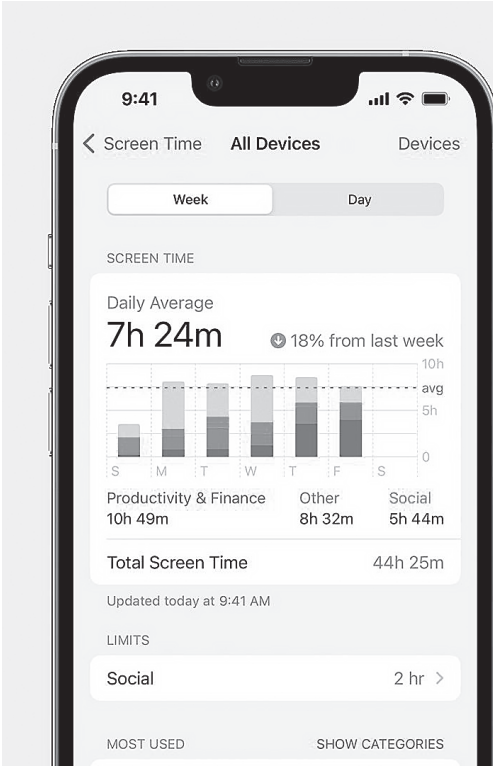 9:41
Screen Time All Devices Devices
Week Day
SCREEN TIME
Daily Average
7h 24m 18% from last week
10h
avg
5h
0
S M T W T F S
Productivity & Finance Other Social
10h 49m 8h 32m 5h 44m
Total Screen Time 44h 25m
Updated today at 9:41 AM
LIMITS
Social 2 hr
MOST USED SHOW CATEGORIES